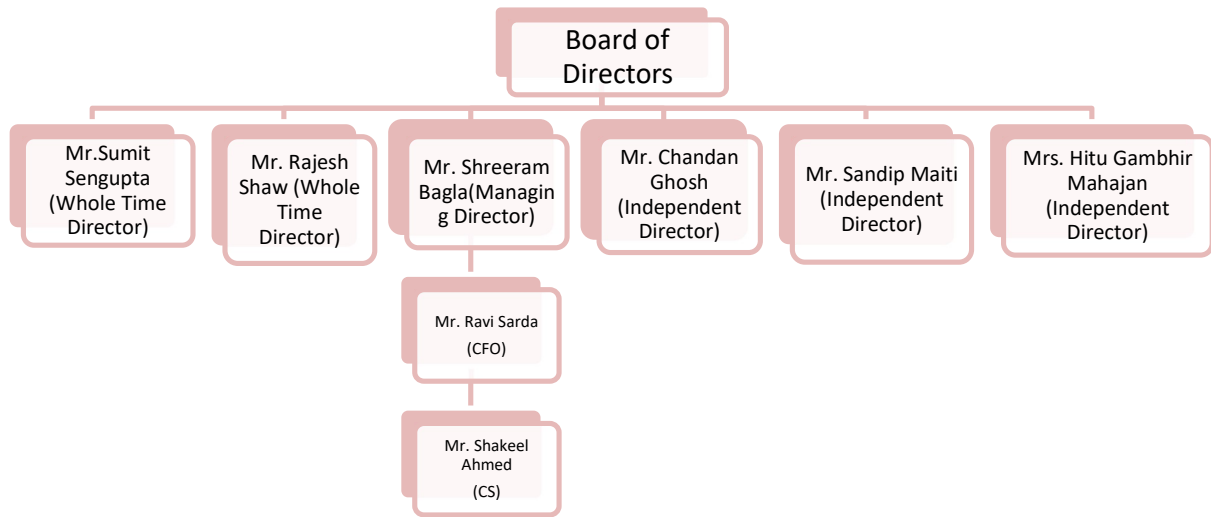 Board of
Directors
Mr.Sumit
Sengupta
(Whole Time
Director)
Mr. Rajesh
Shaw (Whole
Time
Director)
Mr. Shreeram
Bagla(Managin
g Director)
Mr. Chandan
Ghosh
(Independent
Director)
Mr. Sandip Maiti
(Independent
Director)
Mrs. Hitu Gambhir
Mahajan
(Independent
Director)
Mr. Ravi Sarda
(CFO)
Mr. Shakeel
Ahmed
(CS)